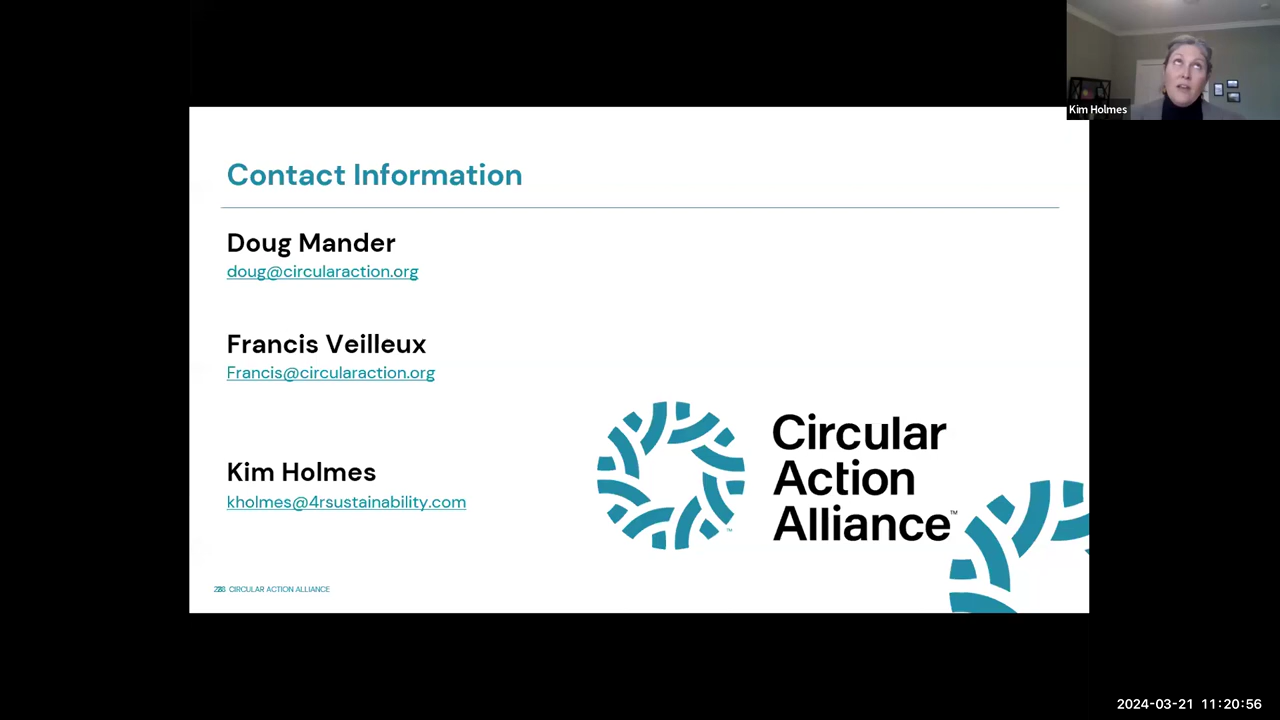 Kim Holmes
Contact Information
Doug Mander
doug@circularaction.org
Francis Veilleux
Francis@circularaction.org
Circular
Action
Alliance™
Kim Holmes
kholmes@4rsustainability.com
CIRCULAR ACTION ALLIANCE
2024-03-21 11:20:56